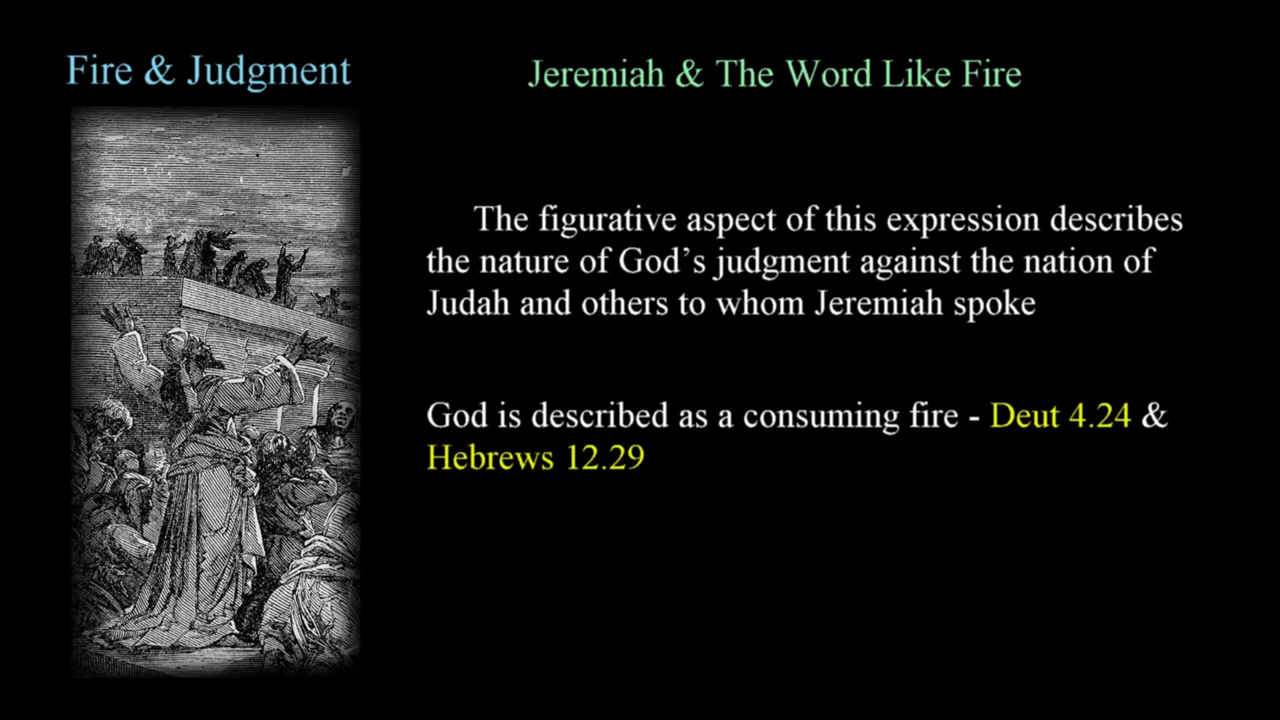 Fire & Judgment
Jeremiah & The Word Like Fire
The figurative aspect of this expression describes
the nature of God’s judgment against the nation of
Judah and others to whom Jeremiah spoke
God is described as a consuming fire - Deut 4.24 &
Hebrews 12.29